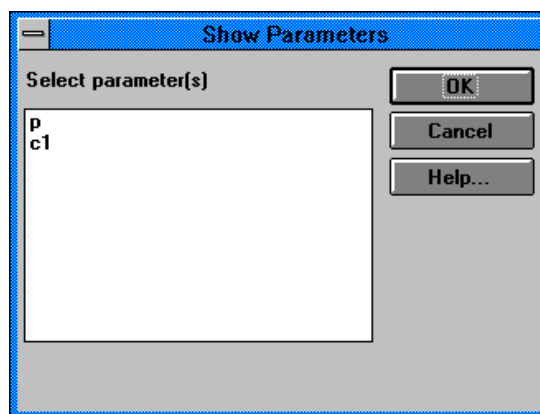 Show Parameters
Select parameter(s)
OK
p
c1
Cancel
Help...